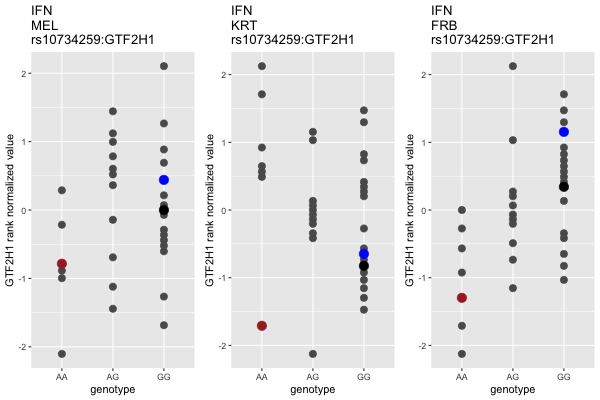 IFN
MEL
rs10734259:GTF2H1
GTF2H1 rank normalized value
2
1
0
-1
-2
AA AG GG
genotype
IFN
KRT
rs10734259:GTF2H1
GTF2H1 rank normalized value
2
1
0
-1
-2
AA AG GG
genotype
IFN
FRB
rs10734259:GTF2H1
GTF2H1 rank normalized value
2
1
0
-1
-2
AA AG GG
genotype